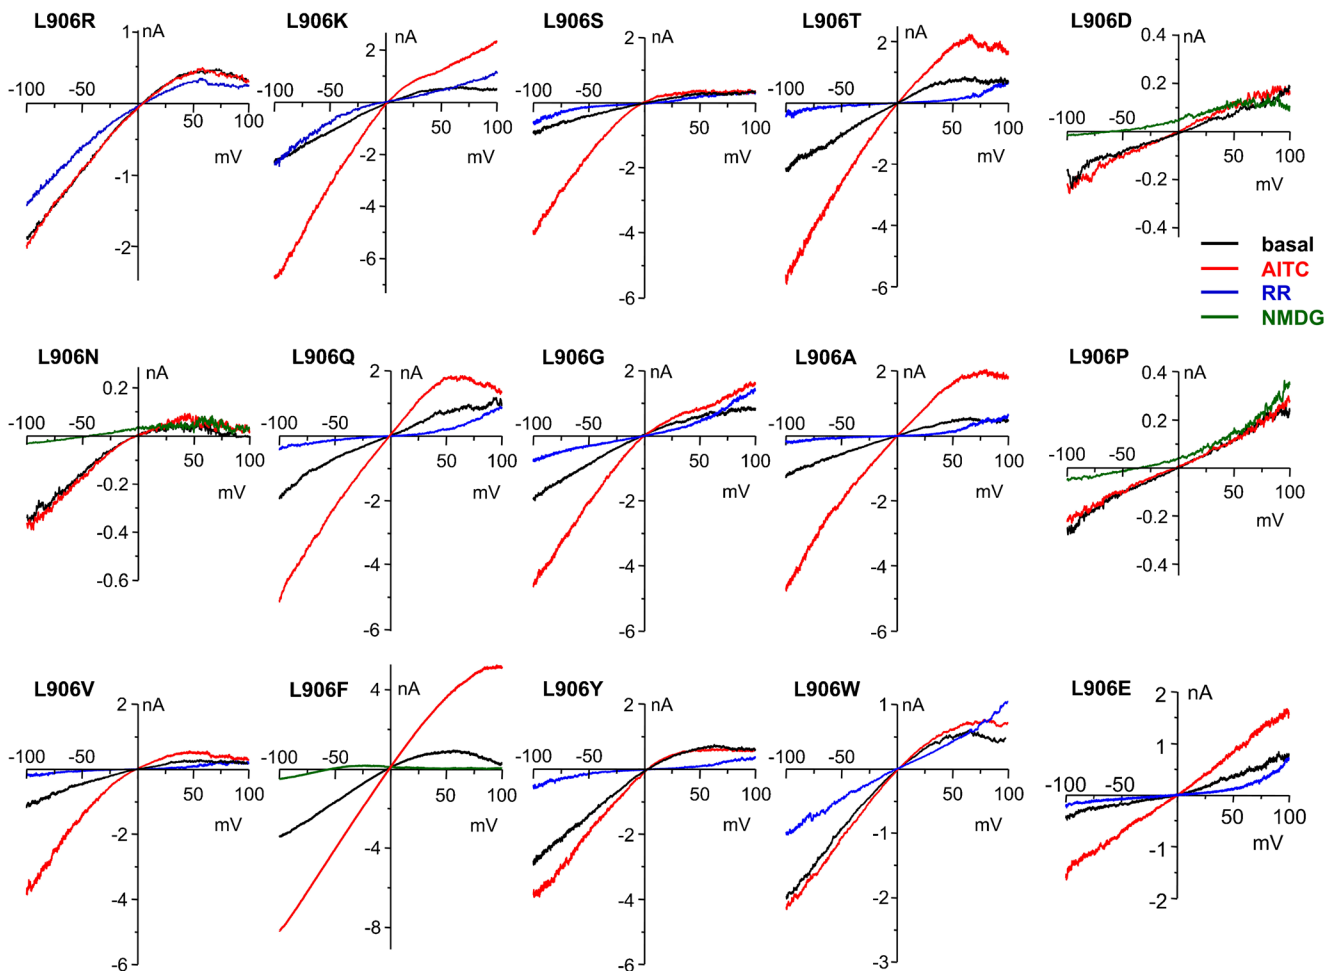 L906R
1
nA
-100
-50
50
100
mV
-1
-2
L906K
nA
2
-100
-50
50
100
mV
-2
-4
-6
L906S
2
nA
-100
-50
50
100
mV
-2
-4
-6
L906T
nA
2
-100
-50
50
100
mV
-2
-4
-6
L906D
0.4
nA
0.2
-100
-50
50
100
mV
-0.2
-0.4
basal
AITC
RR
NMDG
L906N
nA
0.2
-100
-50
50
100
mV
-0.2
-0.4
-0.6
L906Q
2
nA
-100
-50
50
100
mV
-2
-4
-6
L906G
2
nA
-100
-50
50
100
mV
-2
-4
-6
L906A
2
nA
-100
-50
50
100
mV
-2
-4
-6
L906P
0.4
nA
0.2
-100
-50
50
100
mV
-0.2
-0.4
L906V
2
nA
-100
-50
50
100
mV
-2
-4
-6
L906F
4
nA
-100
-50
50
100
mV
-4
-8
L906Y
2
nA
-100
-50
50
100
mV
-2
-4
-6
L906W
1
nA
-100
-50
50
100
mV
-1
-2
-3
L906E
2
nA
1
-100
-50
50
100
mV
-1
-2